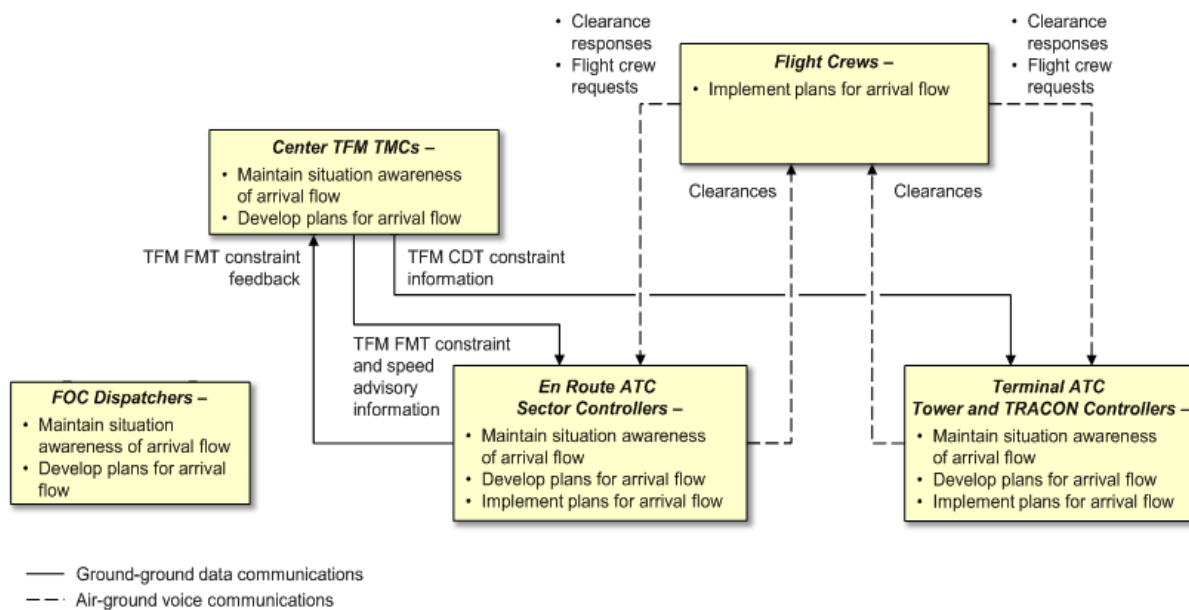 • Clearance
responses
• Flight crew
requests
Flight Crews –
• Implement plans for arrival flow
• Clearance
responses
• Flight crew
requests
Center TFM TMCs –
• Maintain situation awareness
of arrival flow
• Develop plans for arrival flow
Clearances
Clearances
TFM FMT constraint
feedback
TFM CDT constraint
information
TFM FMT constraint
and speed
advisory
information
FOC Dispatchers –
• Maintain situation
awareness of arrival flow
• Develop plans for arrival
flow
En Route ATC
Sector Controllers –
• Maintain situation awareness
of arrival flow
• Develop plans for arrival flow
• Implement plans for arrival flow
Terminal ATC
Tower and TRACON Controllers –
• Maintain situation awareness of
arrival flow
• Develop plans for arrival flow
• Implement plans for arrival flow
Ground-ground data communications
Air-ground voice communications